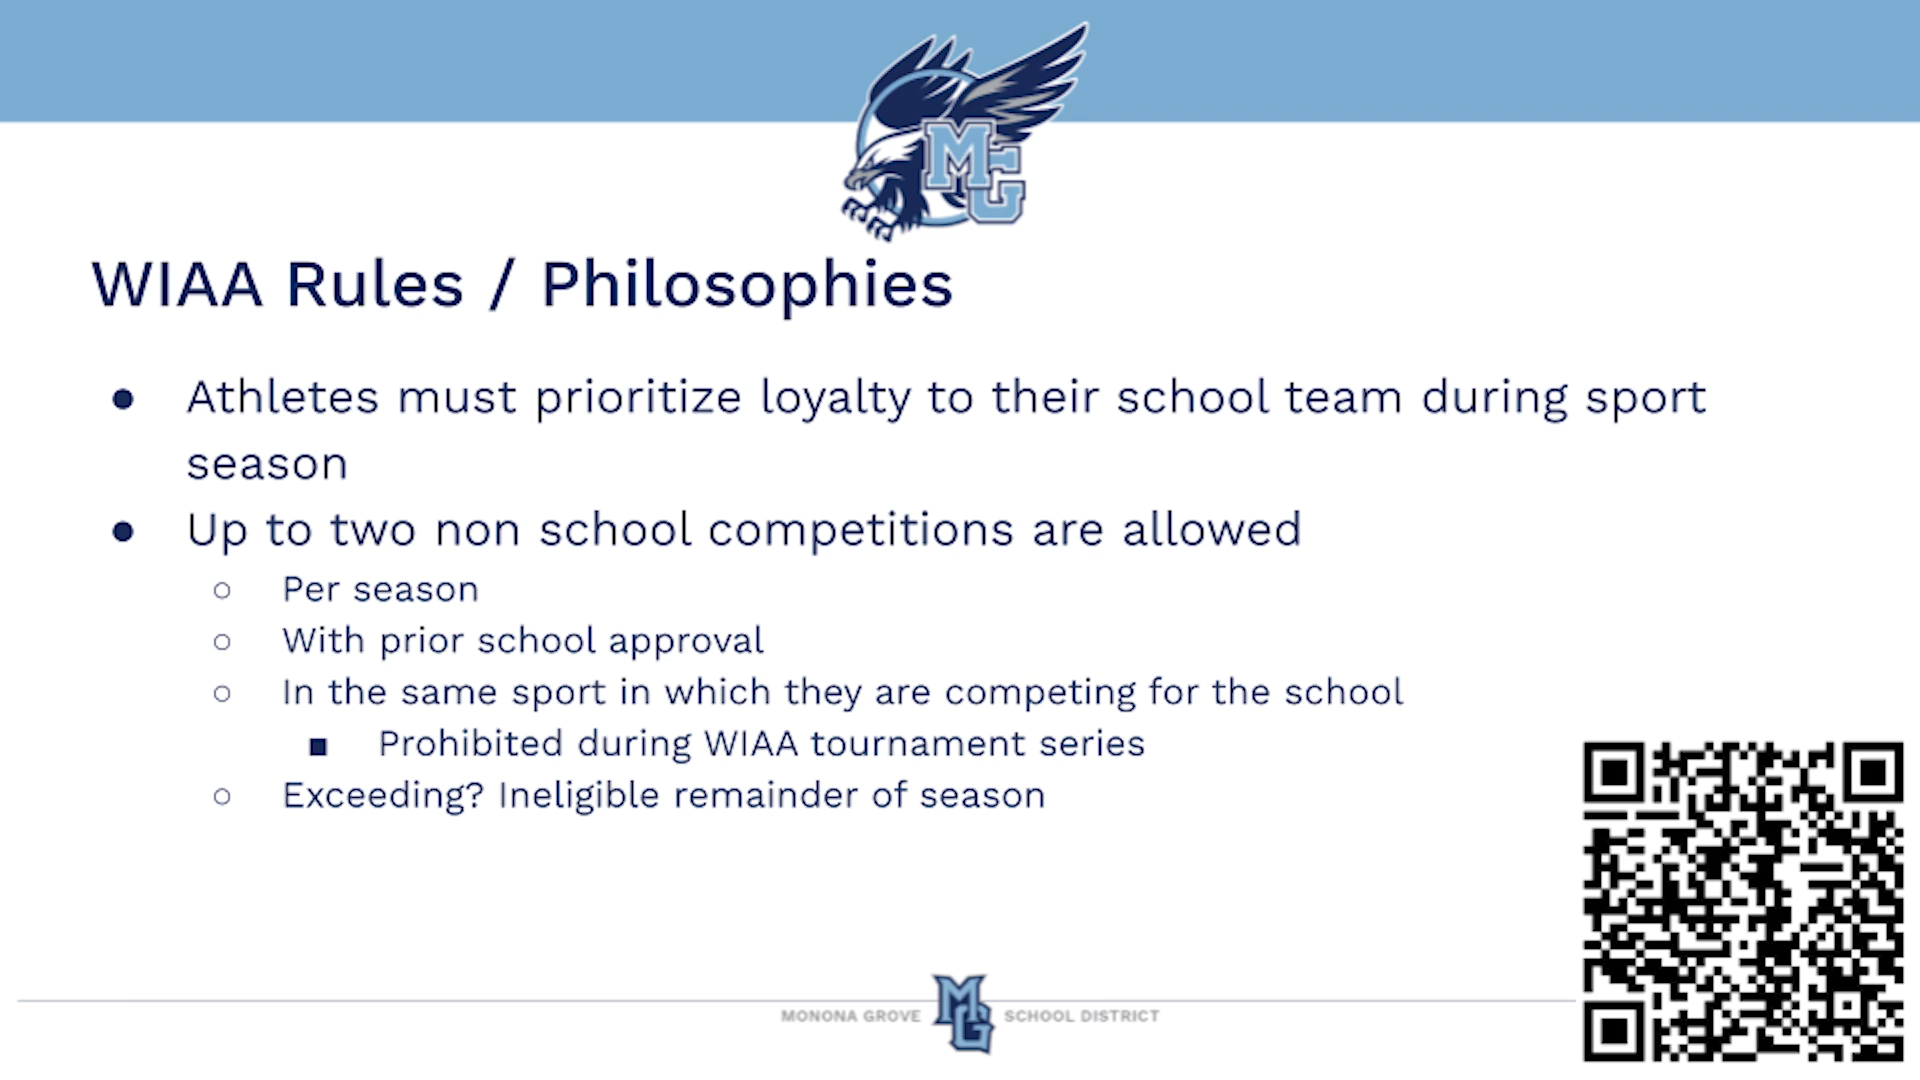 MG
WIAA Rules / Philosophies
● Athletes must prioritize loyalty to their school team during sport
season
● Up to two non school competitions are allowed
○ Per season
○ With prior school approval
○ In the same sport in which they are competing for the school
■ Prohibited during WIAA tournament series
○ Exceeding? Ineligible remainder of season
MONONA GROVE MG SCHOOL DISTRICT